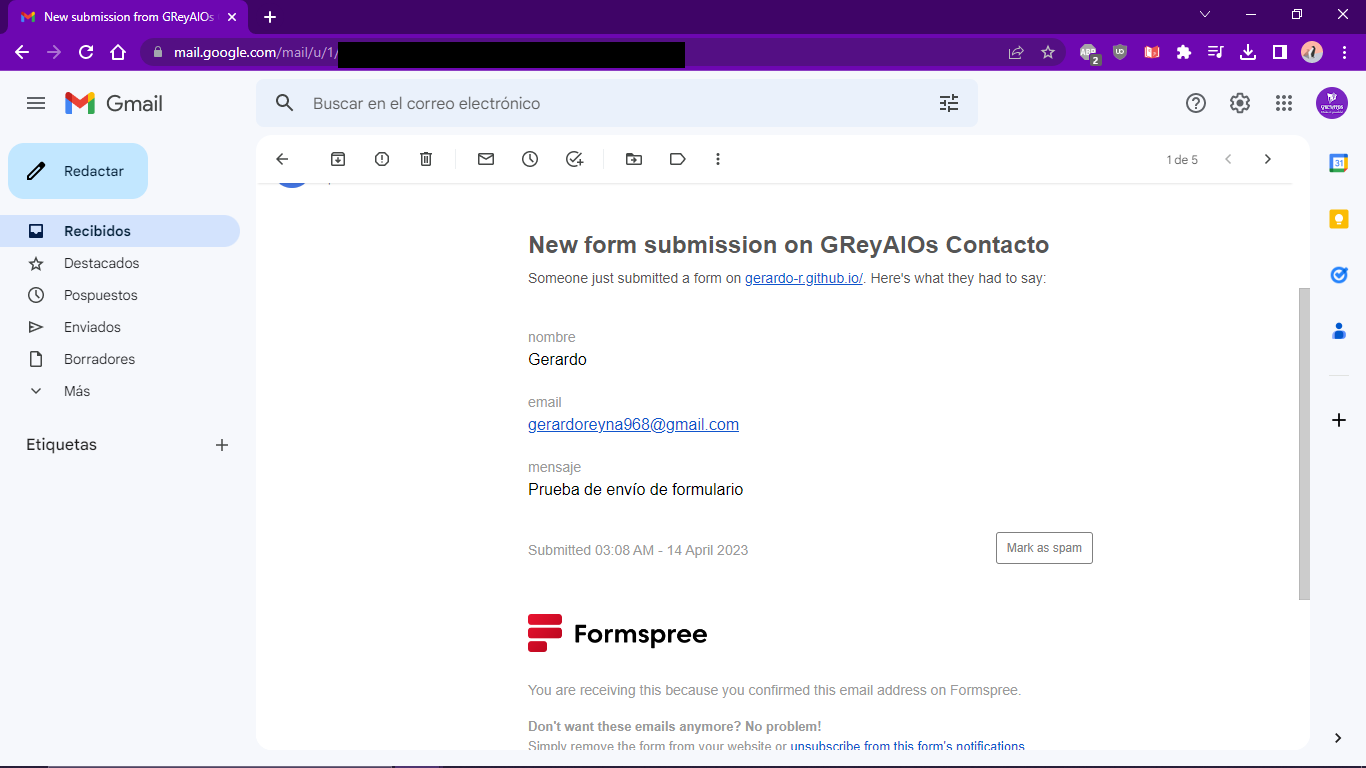 New submission from GReyAIOs
mail.google.com/mail/u/1/
2
Gmail
Buscar en el correo electrónico
Redactar
1 de 5
31
Recibidos
Destacados
Pospuestos
Enviados
Borradores
Más
Etiquetas
New form submission on GReyAIOs Contacto
Someone just submitted a form on gerardo-r.github.io/. Here's what they had to say:
nombre
Gerardo
email
gerardoreyna968@gmail.com
mensaje
Prueba de envío de formulario
Submitted 03:08 AM - 14 April 2023
Mark as spam
Formspree
You are receiving this because you confirmed this email address on Formspree.
Don't want these emails anymore? No problem!
Simply remove the form from your website or unsubscribe from this form's notifications